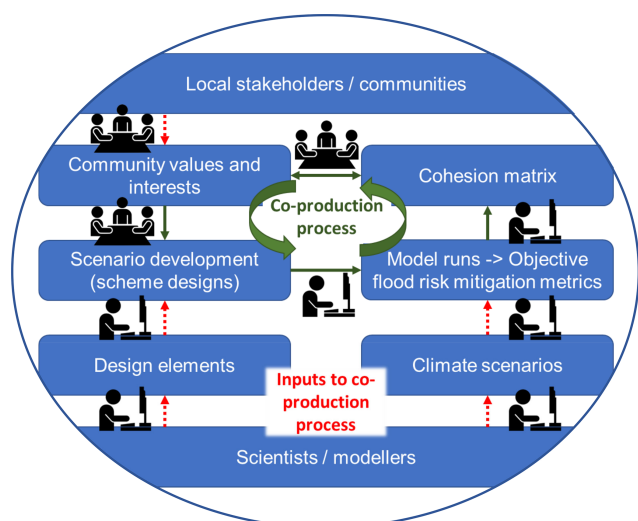 Local stakeholders / communities
Community values and
interests
Cohesion matrix
Co-production
process
Scenario development
(scheme designs)
Model runs -> Objective
flood risk mitigation metrics
Design elements
Climate scenarios
Inputs to co-
production
process
Scientists / modellers